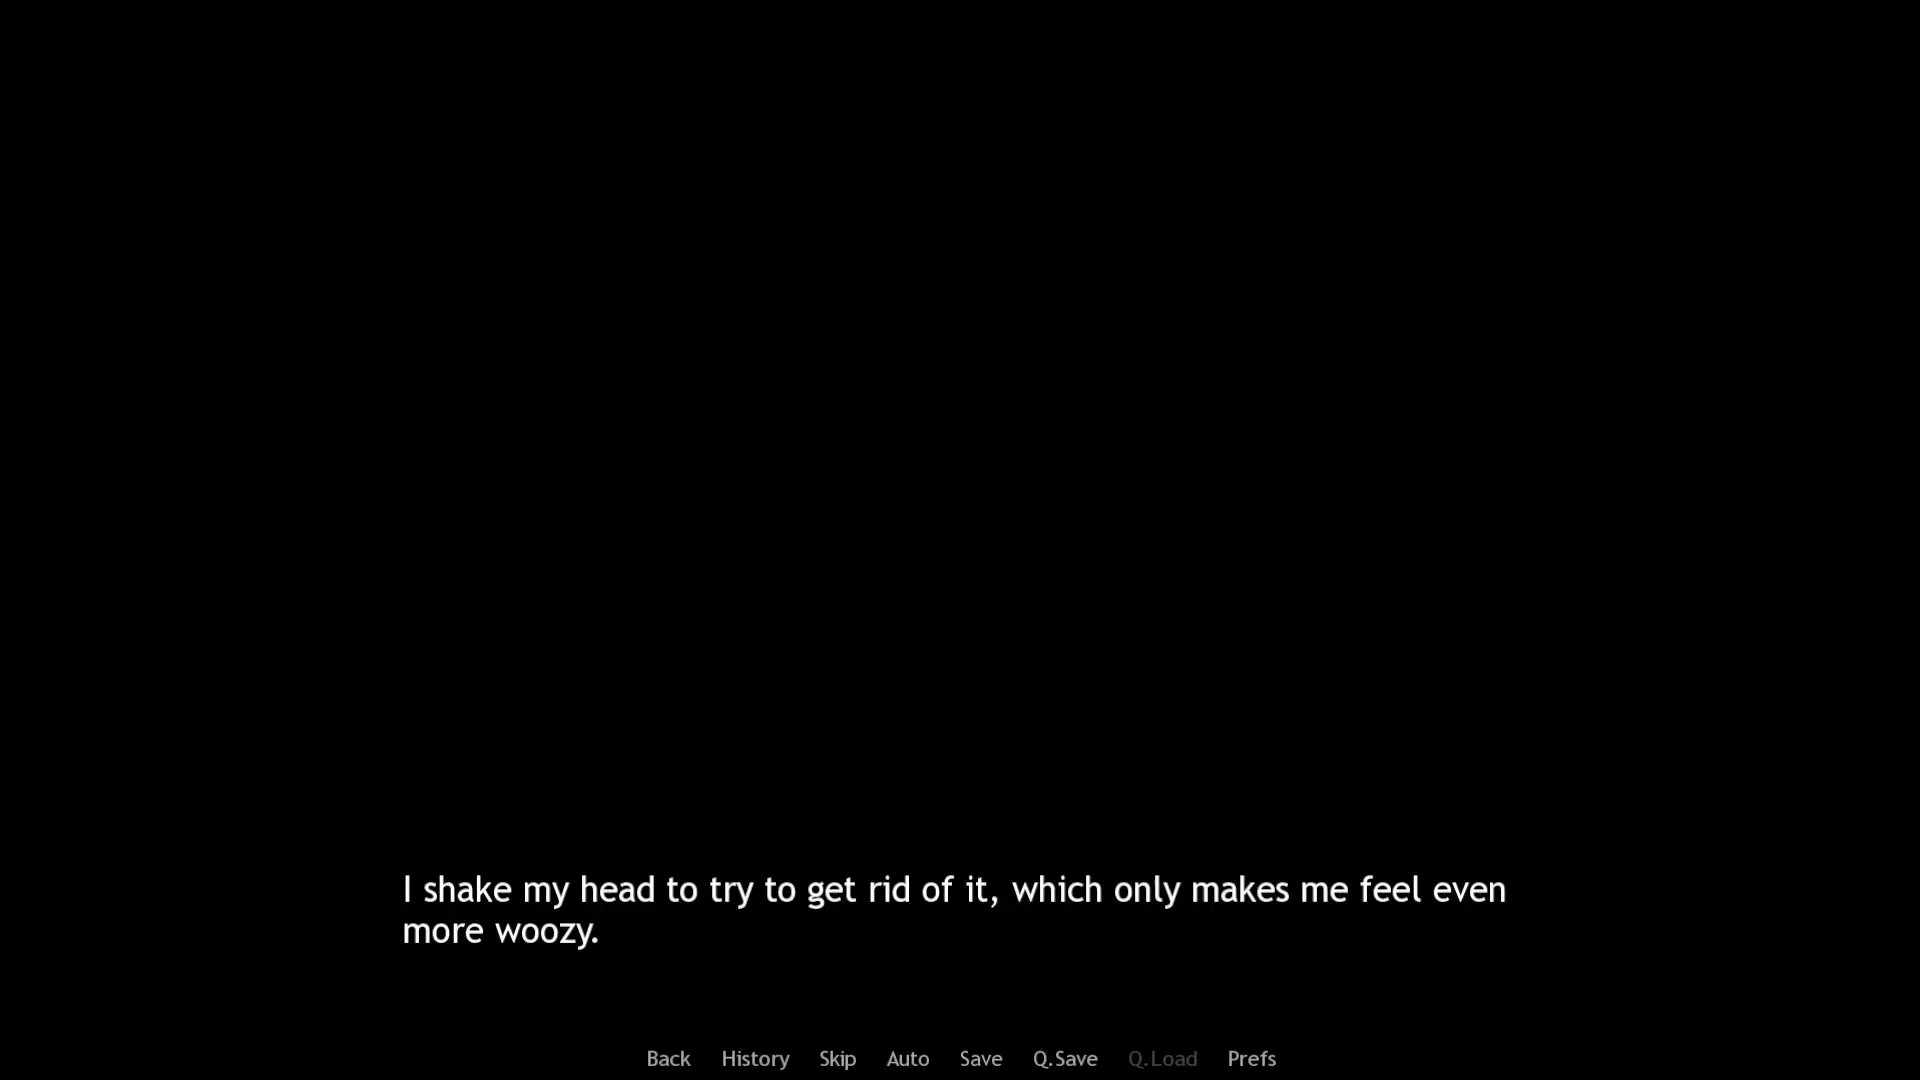 I shake my head to try to get rid of it, which only makes me feel even
more woozy.
Back History Skip Auto Save Q.Save Q.Load Prefs